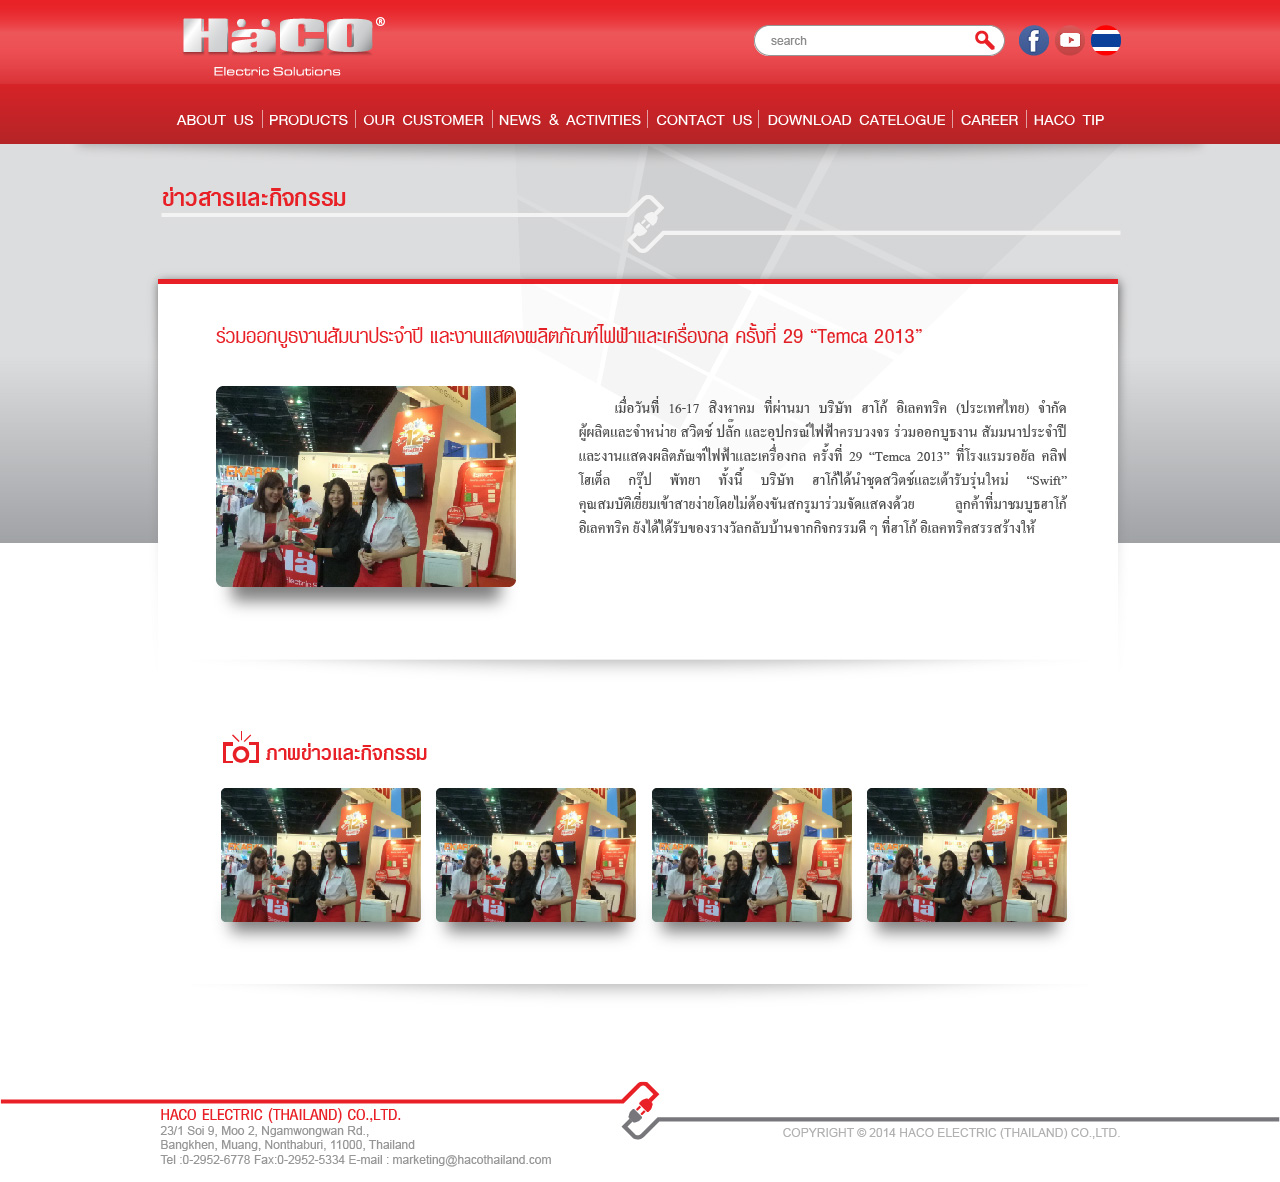 HäCO®
Electric Solutions
search
ABOUT US
PRODUCTS
OUR CUSTOMER
NEWS & ACTIVITIES
CONTACT US
DOWNLOAD CATELOGUE
CAREER
HACO TIP
ข่าวสารและกิจกรรม
ร่วมออกบูธงานสัมนาประจำปี และงานแสดงผลิตภัณฑ์ไฟฟ้าและเครื่องกล ครั้งที่ 29 “Temca 2013”
เมื่อวันที่ 16-17 สิงหาคม ที่ผ่านมา บริษัท ฮาโก้ อิเลคทริค (ประเทศไทย) จำกัด
ผู้ผลิตและจำหน่าย สวิตช์ ปลั๊ก และอุปกรณ์ไฟฟ้าครบวงจร ร่วมออกบูธงาน สัมมนาประจำปี
และงานแสดงผลิตภัณฑ์ไฟฟ้าและเครื่องกล ครั้งที่ 29 “Temca 2013” ที่โรงแรมรอยัล คลิฟ
โฮเต็ล กรุ๊ป พัทยา ทั้งนี้ บริษัท ฮาโก้ได้นำชุดสวิตช์และเต้ารับรุ่นใหม่ “Swift”
คุณสมบัติเยี่ยมเข้าสายง่ายโดยไม่ต้องขันสกรูมาร่วมจัดแสดงด้วย ลูกค้าที่มาชมบูธฮาโก้
อิเลคทริค ยังได้ได้รับของรางวัลกลับบ้านจากกิจกรรมดี ๆ ที่ฮาโก้ อิเลคทริคสรรสร้างให้
ภาพข่าวและกิจกรรม
HACO ELECTRIC (THAILAND) CO.,LTD.
23/1 Soi 9, Moo 2, Ngamwongwan Rd.,
Bangkhen, Muang, Nonthaburi, 11000, Thailand
Tel :0-2952-6778 Fax:0-2952-5334 E-mail : marketing@hacothailand.com
COPYRIGHT © 2014 HACO ELECTRIC (THAILAND) CO.,LTD.